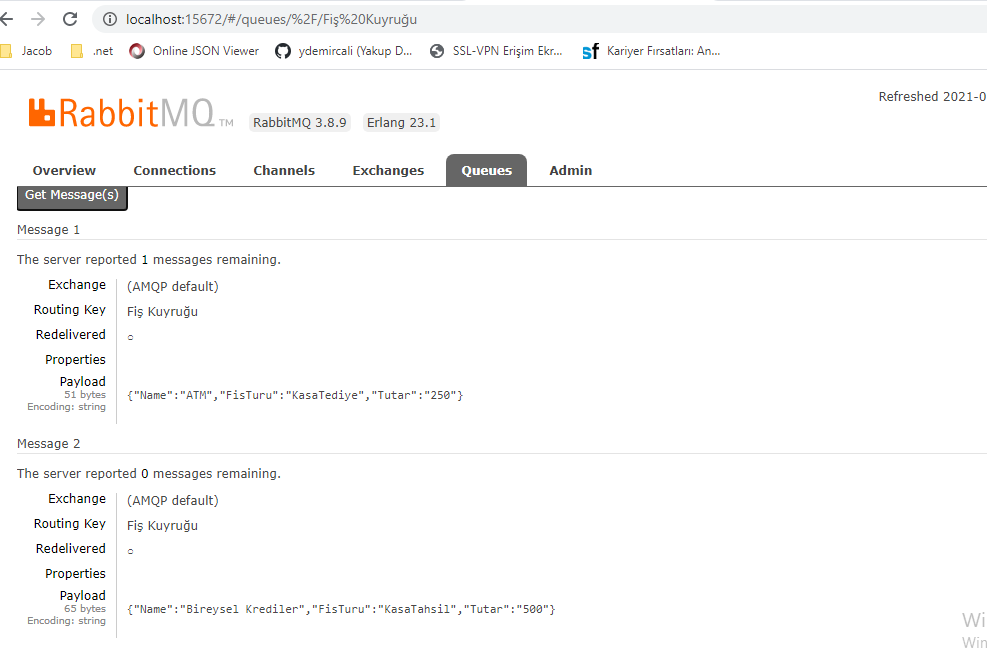 localhost:15672/#/queues/%2F/Fiş%20Kuyruğu
Jacob .net Online JSON Viewer ydemircali (Yakup D... SSL-VPN Erişim Ekr... sf Kariyer Fırsatları: An...
Refreshed 2021-0
RabbitMQ TM RabbitMQ 3.8.9 Erlang 23.1
Overview Connections Channels Exchanges Queues Admin
Get Message(s)
Message 1
The server reported 1 messages remaining.
Exchange (AMQP default)
Routing Key Fiş Kuyruğu
Redelivered ○
Properties
Payload
51 bytes
Encoding: string
{"Name":"ATM","FisTuru":"KasaTediye","Tutar":"250"}
Message 2
The server reported 0 messages remaining.
Exchange (AMQP default)
Routing Key Fiş Kuyruğu
Redelivered ○
Properties
Payload
65 bytes
Encoding: string
{"Name":"Bireysel Krediler","FisTuru":"KasaTahsil","Tutar":"500"}
Wi
Win